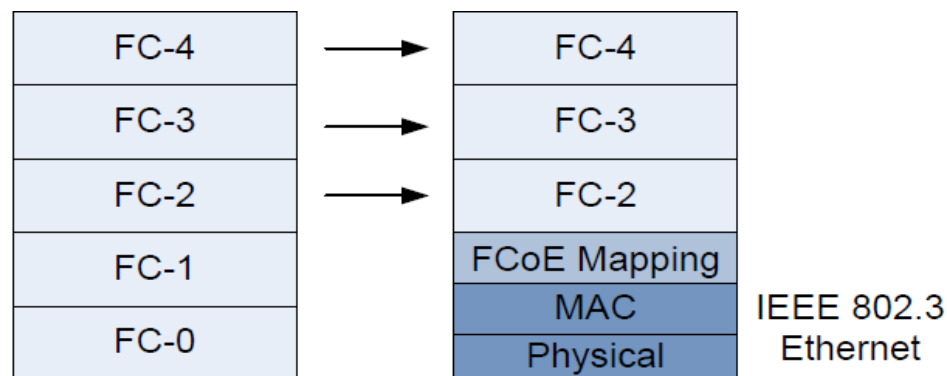 FC-4
FC-3
FC-2
FC-1
FC-0
FC-4
FC-3
FC-2
FCoE Mapping
MAC
Physical
IEEE 802.3
Ethernet